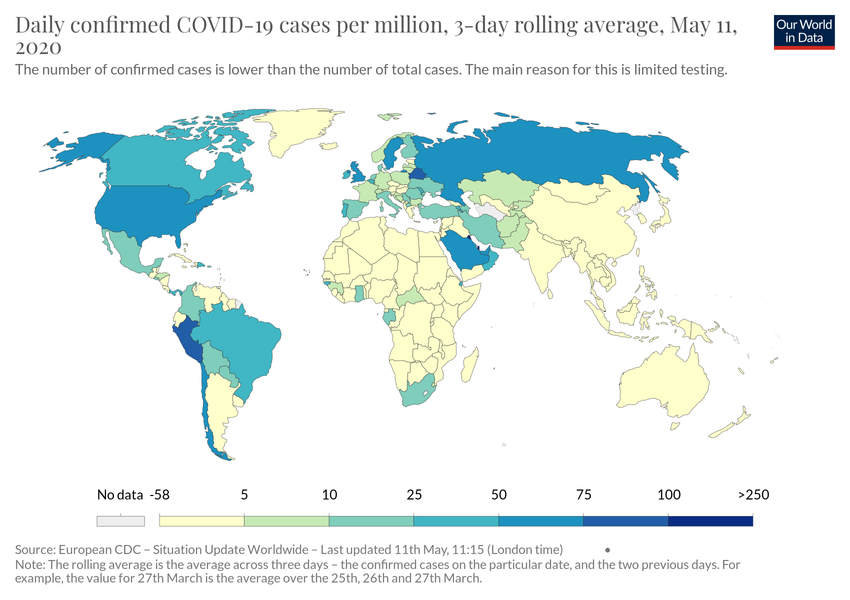 Daily confirmed COVID-19 cases per million, 3-day rolling average, May 11,
2020
Our World
in Data
The number of confirmed cases is lower than the number of total cases. The main reason for this is limited testing.
No data -58 5 10 25 50 75 100 >250
Source: European CDC – Situation Update Worldwide – Last updated 11th May, 11:15 (London time) •
Note: The rolling average is the average across three days – the confirmed cases on the particular date, and the two previous days. For
example, the value for 27th March is the average over the 25th, 26th and 27th March.